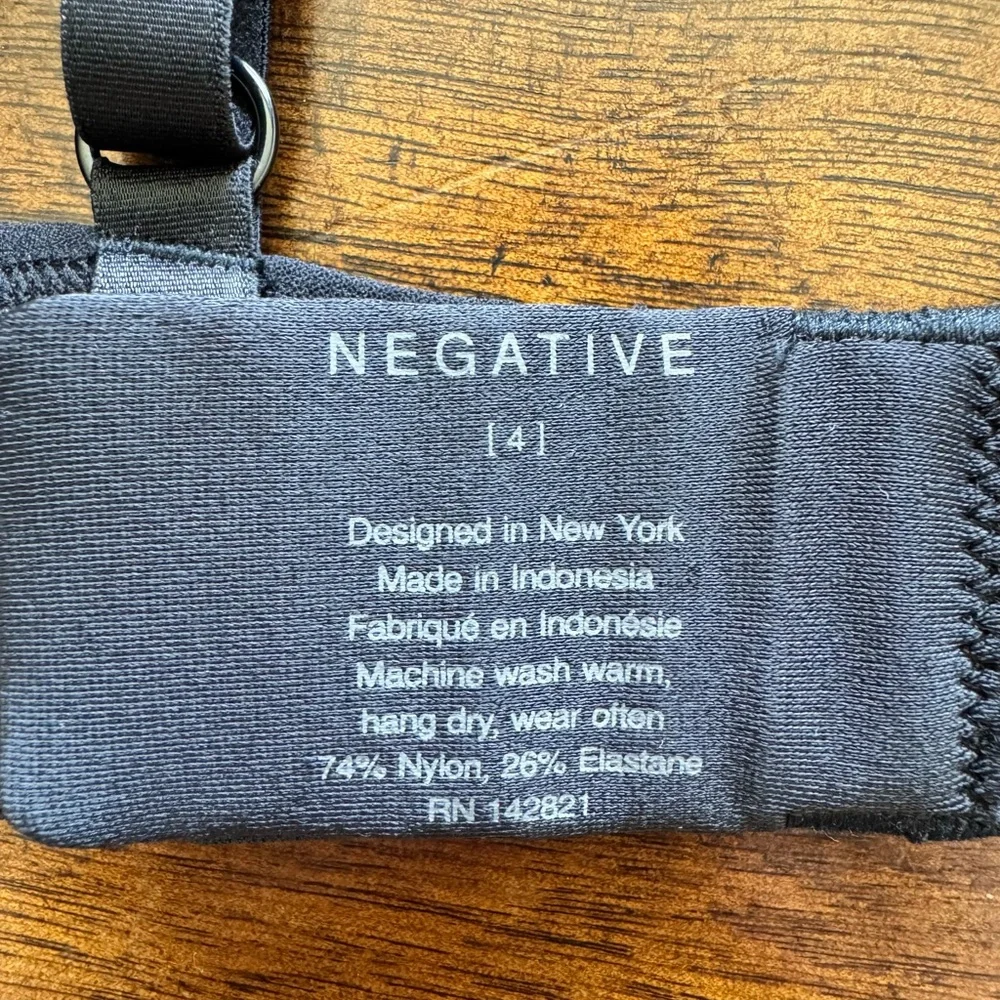 NEGATIVE
[4]
Designed in New York
Made in Indonesia
Fabriqué en Indonésie
Machine wash warm,
hang dry, wear often
74% Nylon, 26% Elastane
RN 142821